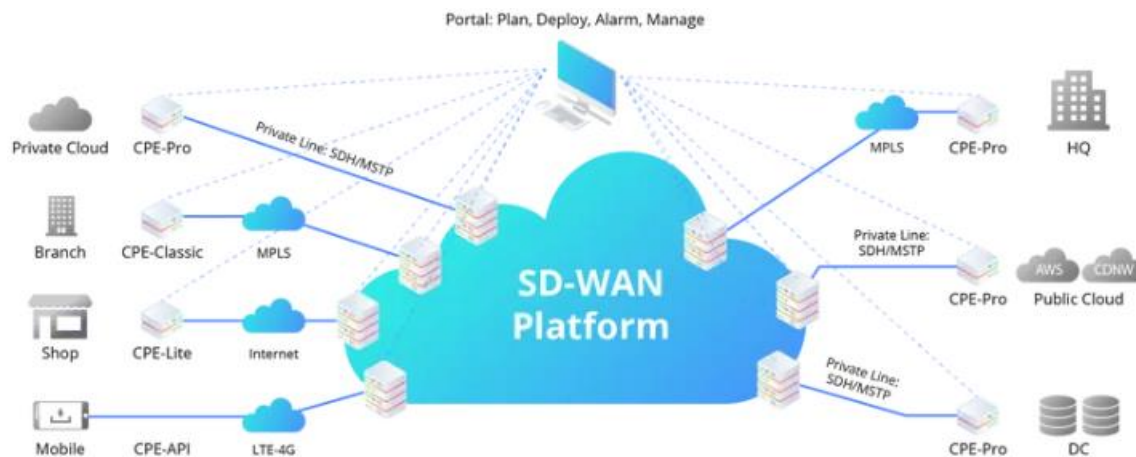 Portal: Plan, Deploy, Alarm, Manage
Private Cloud
CPE-Pro
Private Line: SDH/MSTP
MPLS
CPE-Pro
HQ
Branch
CPE-Classic
MPLS
SD-WAN
Platform
Private Line:
SDH/MSTP
CPE-Pro
AWS
CDNW
Public Cloud
Shop
CPE-Lite
Internet
Private Line:
SDH/MSTP
Mobile
CPE-API
LTE-4G
CPE-Pro
DC